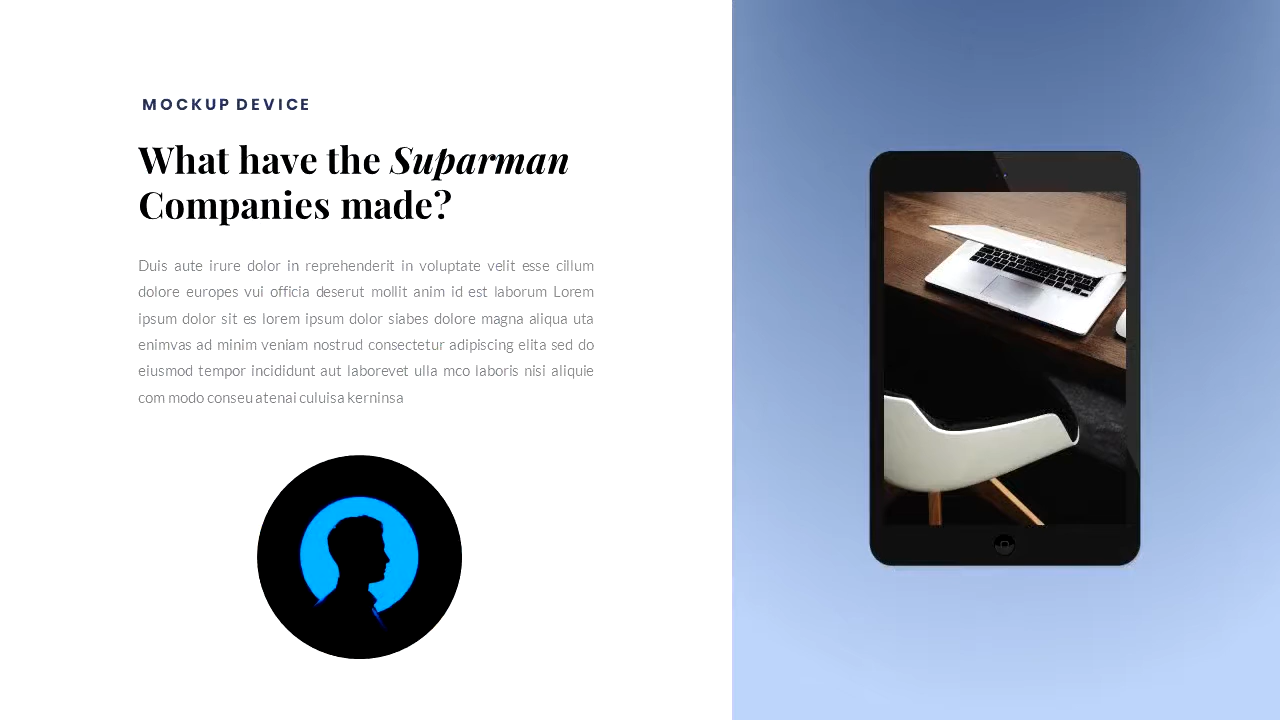 MOCKUP DEVICE
What have the Suparman
Companies made?
Duis aute irure dolor in reprehenderit in voluptate velit esse cillum
dolore europes vui officia deserut mollit anim id est laborum Lorem
ipsum dolor sit es lorem ipsum dolor siabes dolore magna aliqua uta
enimvas ad minim veniam nostrud consectetur adipiscing elita sed do
eiusmod tempor incididunt aut laborevet ulla mco laboris nisi aliquie
com modo conseu atenai culuisa kerninsa